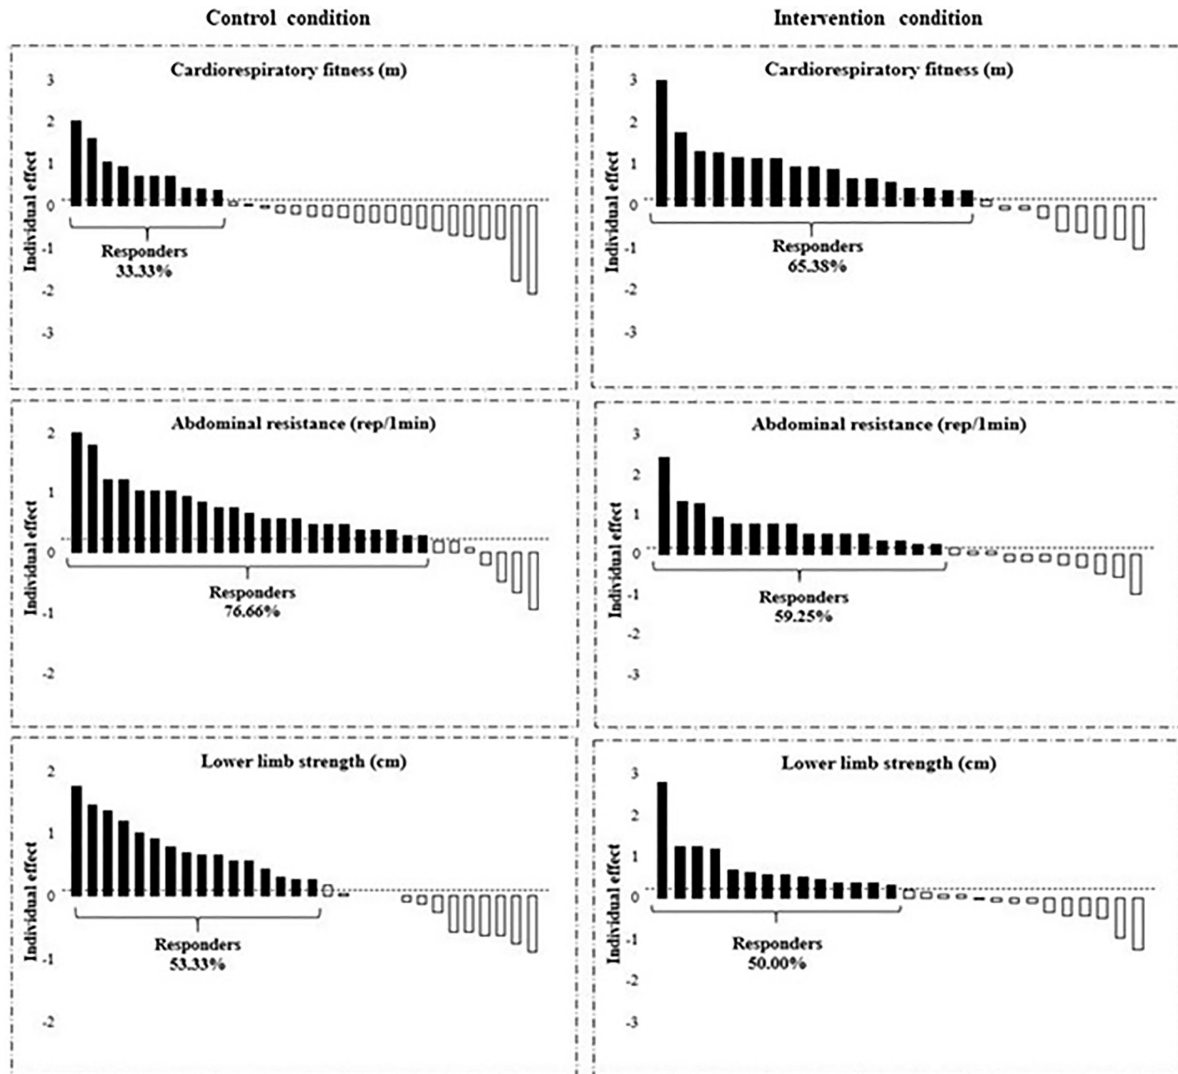 Control condition
Intervention condition
Cardiorespiratory fitness (m)
3
2
1
0
-1
-2
-3
Individual effect
Responders
33.33%
Cardiorespiratory fitness (m)
3
2
1
0
-1
-2
-3
Individual effect
Responders
65.38%
Abdominal resistance (rep/1min)
2
1
0
-1
-2
Individual effect
Responders
76.66%
Abdominal resistance (rep/1min)
3
2
1
0
-1
-2
-3
Individual effect
Responders
59.25%
Lower limb strength (cm)
2
1
0
-1
-2
Individual effect
Responders
53.33%
Lower limb strength (cm)
3
2
1
0
-1
-2
-3
Individual effect
Responders
50.00%